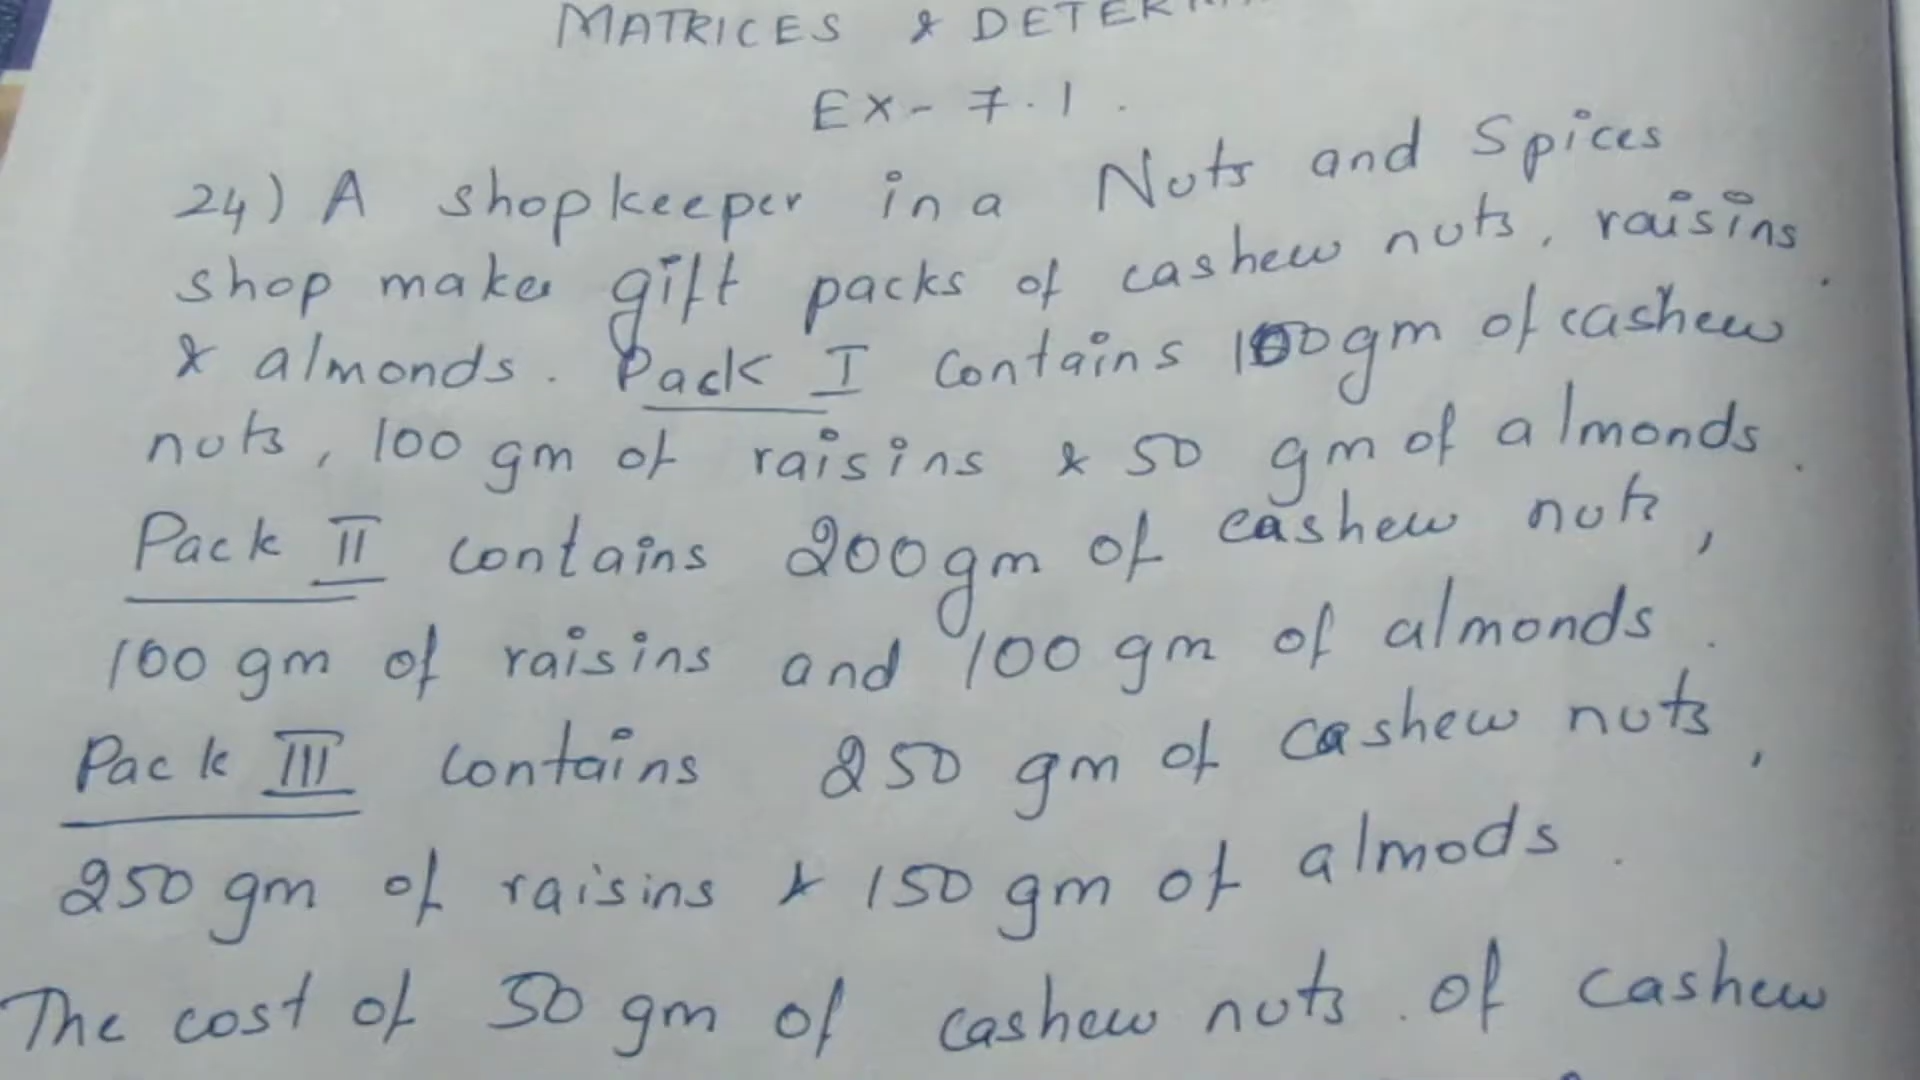 MATRICES & DETER
EX- 7.1.
24) A shopkeeper in a Nuts and Spices
shop makes gift packs of cashew nuts, raisins
& almonds. Pack I contains 100gm of cashew
nuts, 100 gm of raisins & 50 gm of almonds.
Pack II contains 200gm of cashew nuts,
100 gm of raisins and 100 gm of almonds.
Pack III contains 250 gm of cashew nuts,
250 gm of raisins & 150 gm of almods.
The cost of 50 gm of cashew nuts. of cashew